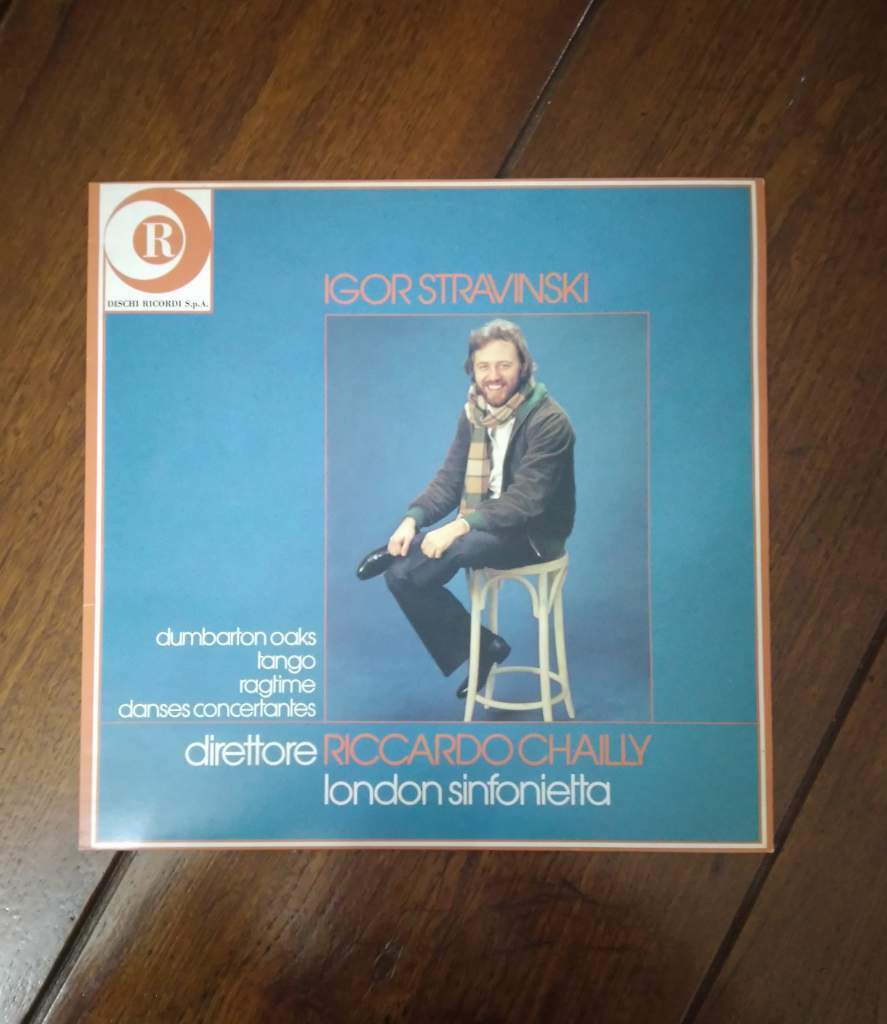 R
DISCHI RICORDI S.p.A.
IGOR STRAVINSKI
dumbarton oaks
tango
ragtime
danses concertantes
direttore RICCARDO CHAILLY
london sinfonietta